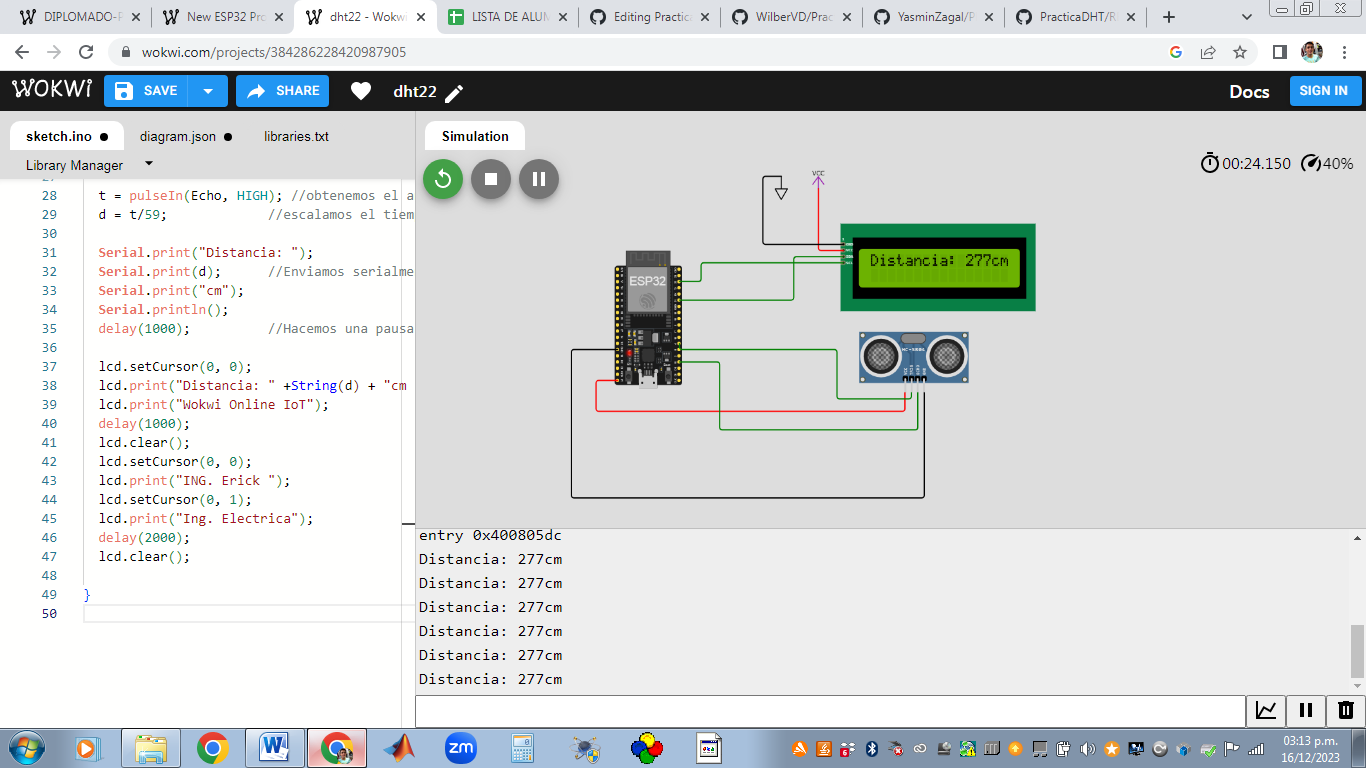 DIPLOMADO-F
New ESP32 Pro
dht22 - Wokwi
LISTA DE ALUM
Editing Practica
WilberVD/Prac
YasminZagal/P
PracticaDHT/R
wokwi.com/projects/384286228420987905
WOKWI
SAVE
SHARE
dht22
Docs
SIGN IN
sketch.ino
diagram.json
libraries.txt
Library Manager
Simulation
00:24.150
40%
27
28 t = pulseIn(Echo, HIGH); //obtenemos el a
29 d = t/59; //escalamos el tiem
30
31 Serial.print("Distancia: ");
32 Serial.print(d); //Enviamos serialme
33 Serial.print("cm");
34 Serial.println();
35 delay(1000); //Hacemos una pausa
36
37 lcd.setCursor(0, 0);
38 lcd.print("Distancia: " +String(d) + "cm
39 lcd.print("Wokwi Online IoT");
40 delay(1000);
41 lcd.clear();
42 lcd.setCursor(0, 0);
43 lcd.print("ING. Erick ");
44 lcd.setCursor(0, 1);
45 lcd.print("Ing. Electrica");
46 delay(2000);
47 lcd.clear();
48
49 }
50
VCC
ESP32
Distancia: 277cm
HC-SR04
entry 0x400805dc
Distancia: 277cm
Distancia: 277cm
Distancia: 277cm
Distancia: 277cm
Distancia: 277cm
Distancia: 277cm
zm
03:13 p.m.
16/12/2023